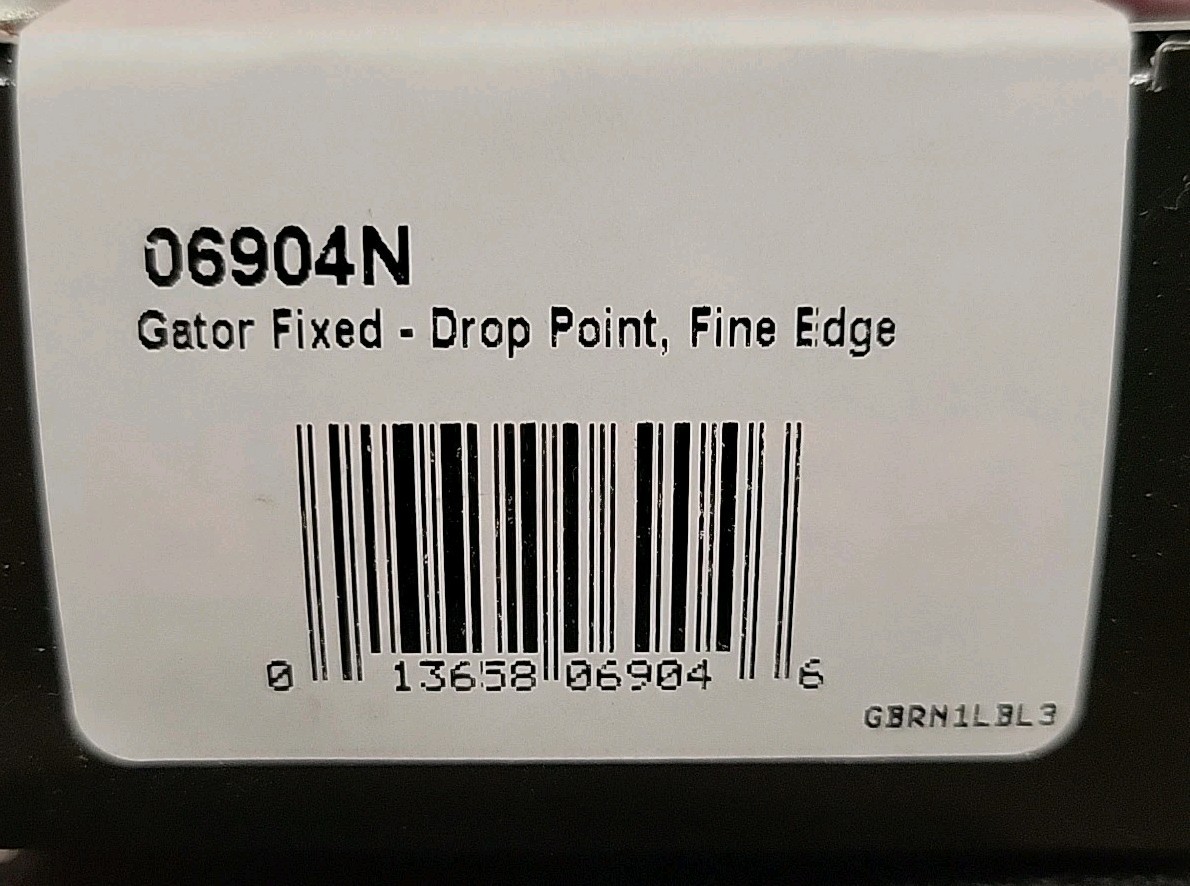 06904N
Gator Fixed - Drop Point, Fine Edge
0 13658 06904 6
GBRN1LBL3